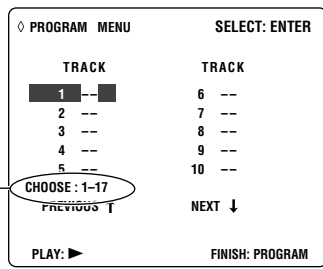 ◊ PROGRAM MENU SELECT: ENTER
TRACK TRACK
1 –– 6 ––
2 –– 7 ––
3 –– 8 ––
4 –– 9 ––
5 –– 10 ––
CHOOSE : 1–17
PREVIOUS ↑ NEXT ↓
PLAY: ▶ FINISH: PROGRAM